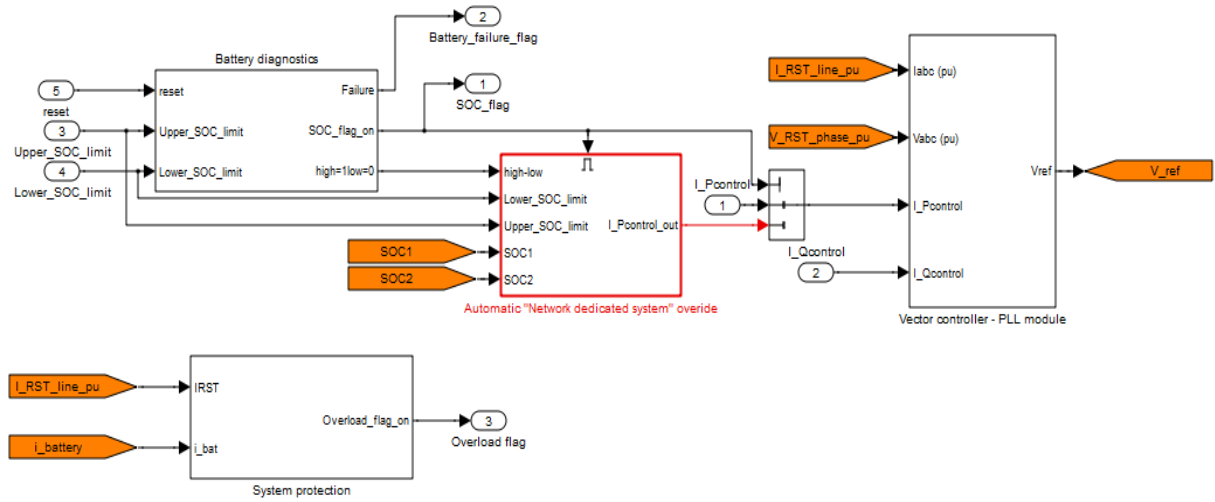 2
Battery_failure_flag
Battery diagnostics
5
reset
reset
Failure
1
SOC_flag
3
Upper_SOC_limit
Upper_SOC_limit
SOC_flag_on
4
Lower_SOC_limit
Lower_SOC_limit
high=1low=0
high-low
Lower_SOC_limit
Upper_SOC_limit
I_Pcontrol_out
SOC1
SOC1
SOC2
SOC2
Automatic "Network dedicated system" overide
I_Pcontrol
1
I_Qcontrol
2
I_RST_line_pu
Iabc (pu)
V_RST_phase_pu
Vabc (pu)
Vref
V_ref
I_Pcontrol
I_Qcontrol
Vector controller - PLL module
I_RST_line_pu
IRST
Overload_flag_on
3
Overload flag
i_battery
i_bat
System protection